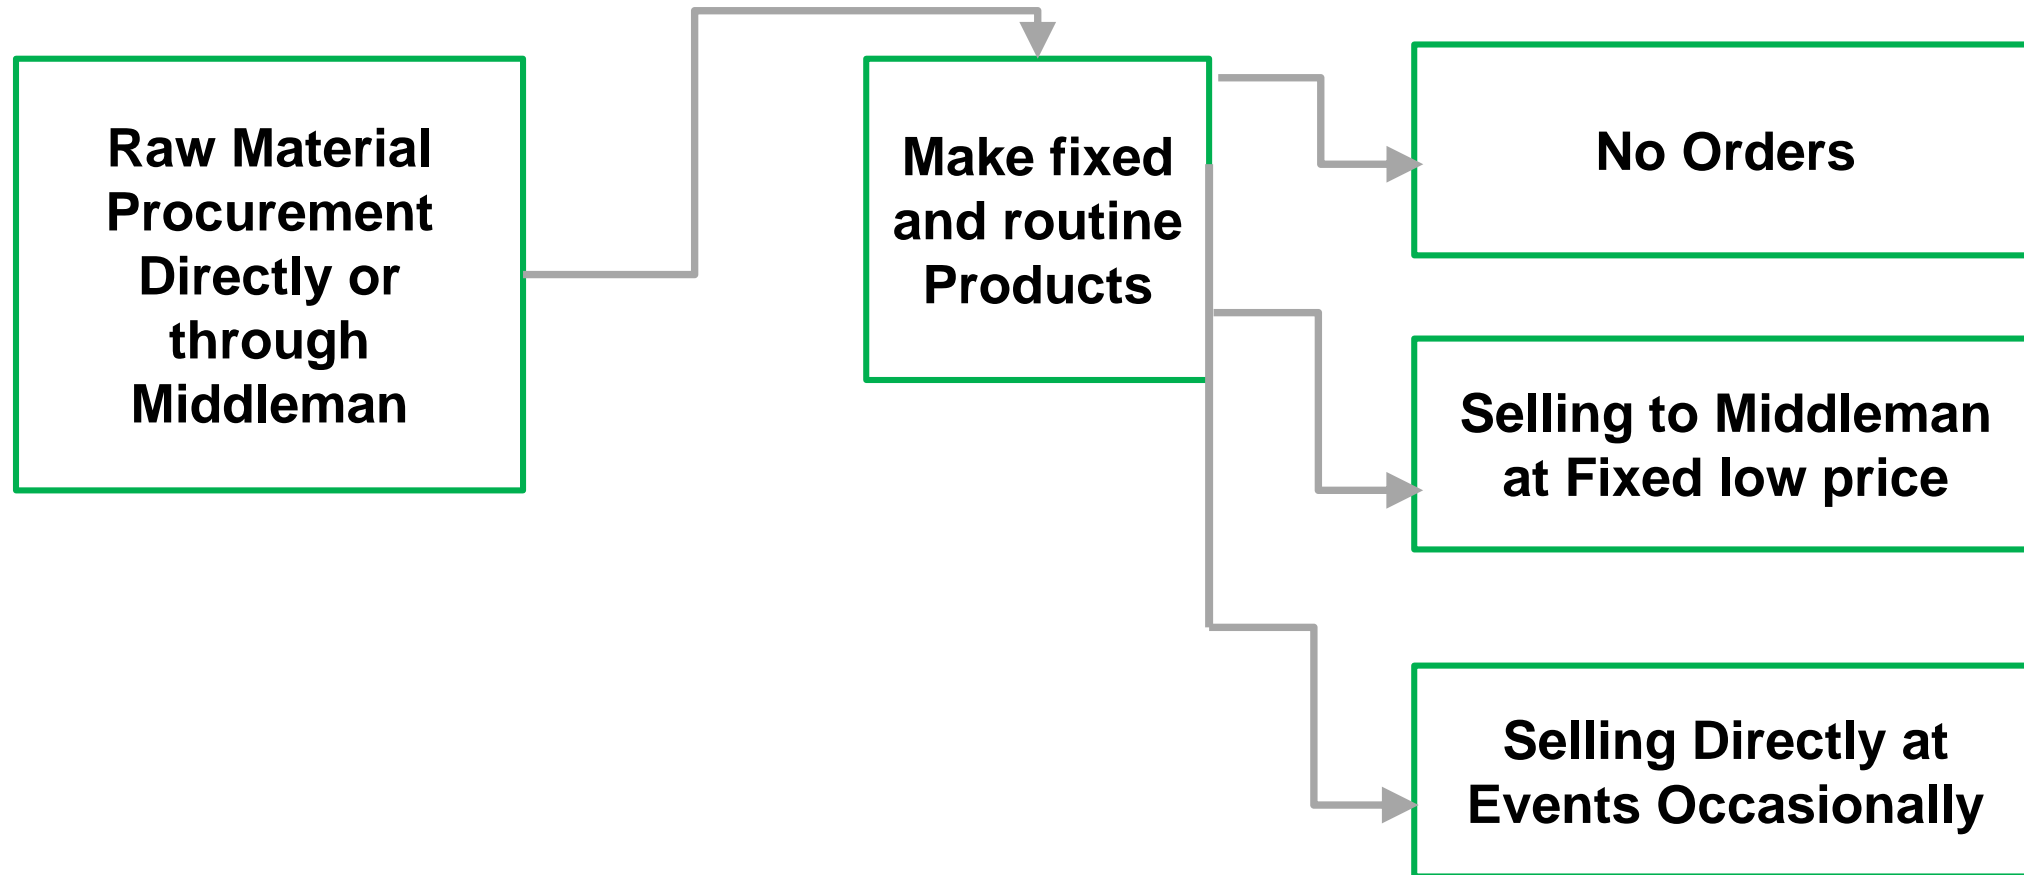 Raw Material
Procurement
Directly or
through
Middleman
Make fixed
and routine
Products
No Orders
Selling to Middleman
at Fixed low price
Selling Directly at
Events Occasionally